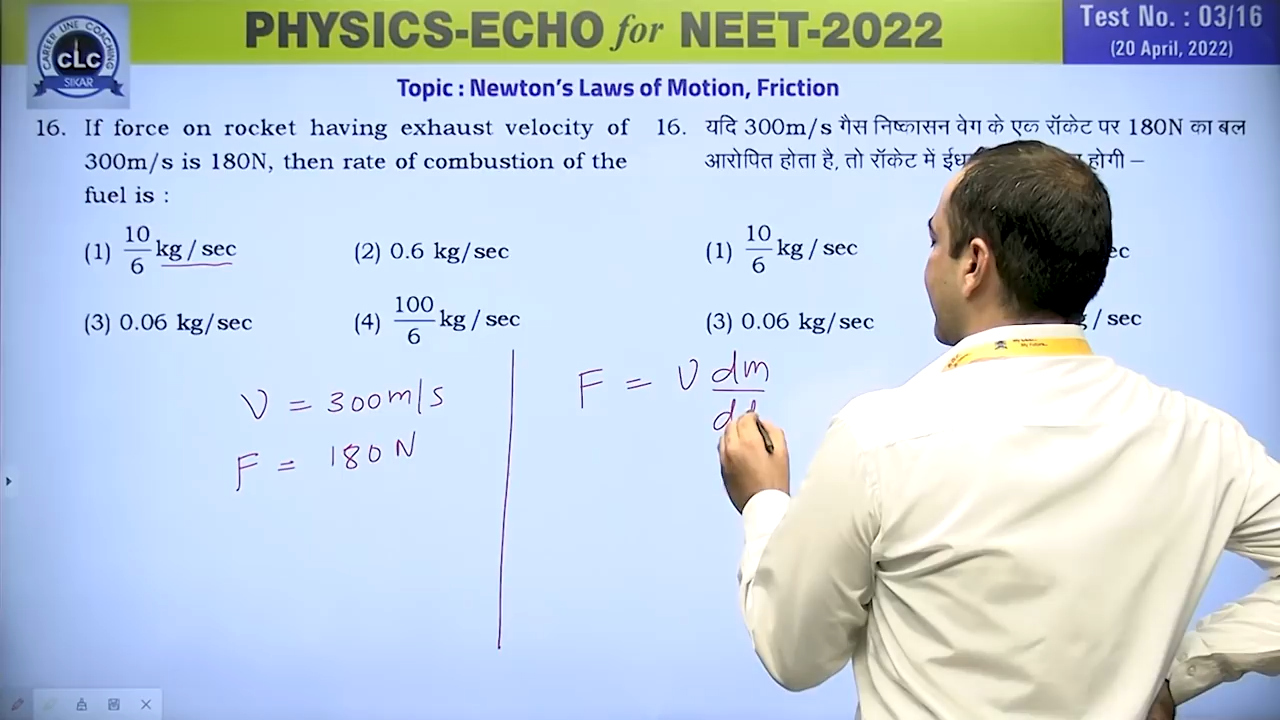 PHYSICS-ECHO for NEET-2022
Test No. : 03/16
(20 April, 2022)
CAREER LINE COACHING
CLC
SIKAR
Topic : Newton's Laws of Motion, Friction
16. If force on rocket having exhaust velocity of
300m/s is 180N, then rate of combustion of the
fuel is :
(1) 10/6 kg / sec
(2) 0.6 kg/sec
(3) 0.06 kg/sec
(4) 100/6 kg / sec
16. यदि 300m/s गैस निष्कासन वेग के एक रॉकेट पर 180N का बल
आरोपित होता है, तो रॉकेट में होगी –
(1) 10/6 kg / sec
ec
(3) 0.06 kg/sec
/ sec
v = 300m/s
F = 180N
F = v dm/